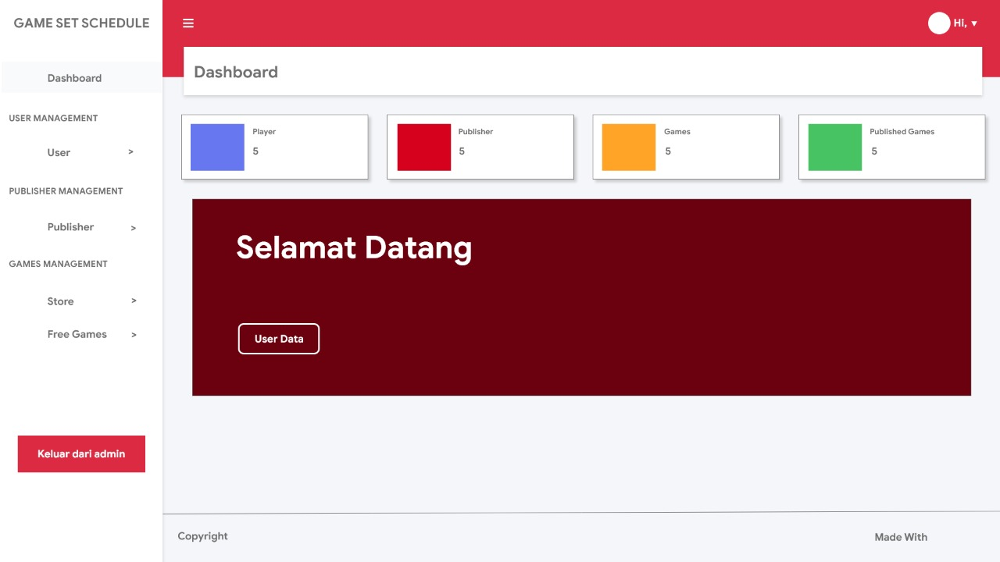 GAME SET SCHEDULE
Hi, ▼
Dashboard
Dashboard
USER MANAGEMENT
User >
PUBLISHER MANAGEMENT
Publisher >
GAMES MANAGEMENT
Store >
Free Games >
Keluar dari admin
Player
5
Publisher
5
Games
5
Published Games
5
Selamat Datang
User Data
Copyright
Made With